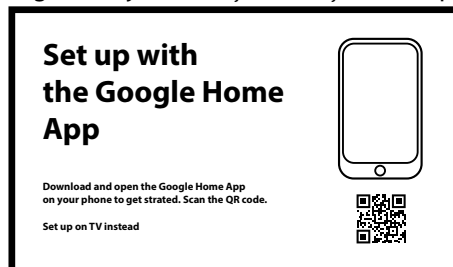 Set up with
the Google Home
App
Download and open the Google Home App
on your phone to get strated. Scan the QR code.
Set up on TV instead